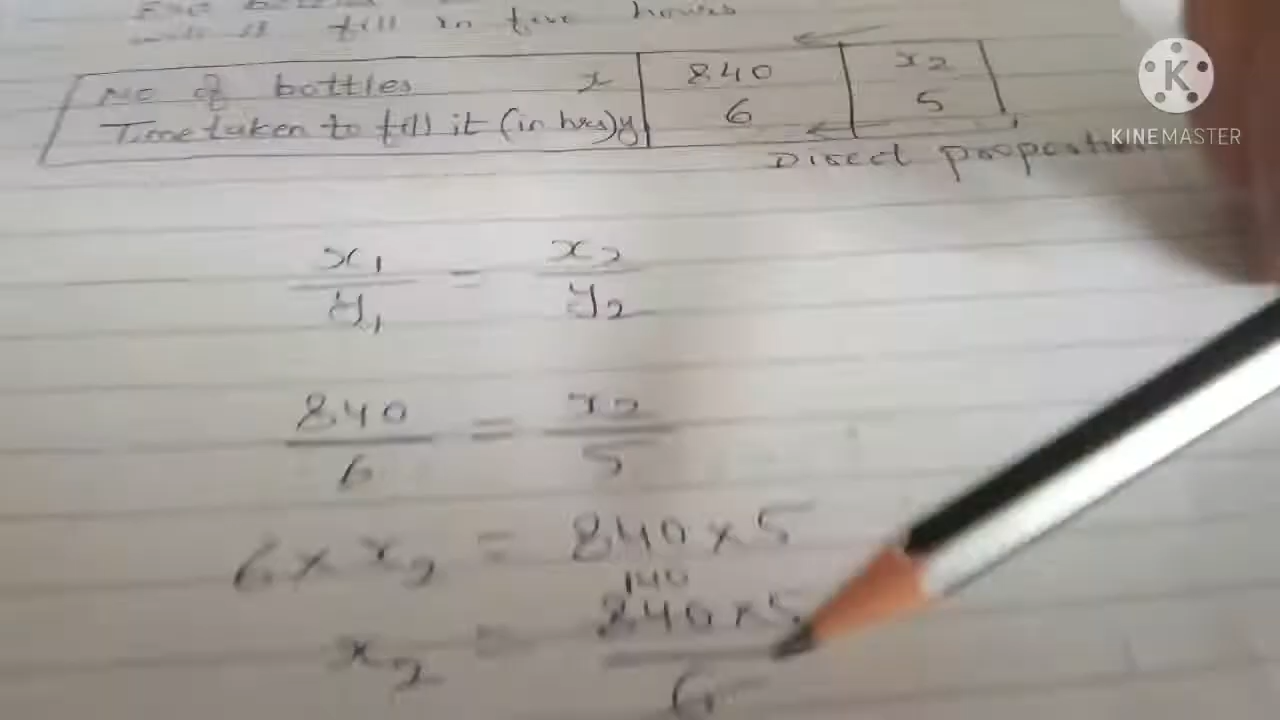 will it fill in five hours
No of bottles x 840 x2
Time taken to fill it (in hrs) y 6 5
Direct proportion
K
KINEMASTER
x1 = x2
y1 y2
840 = x2
6 5
6 × x2 = 840 × 5
140
x2 = 840 × 5
6